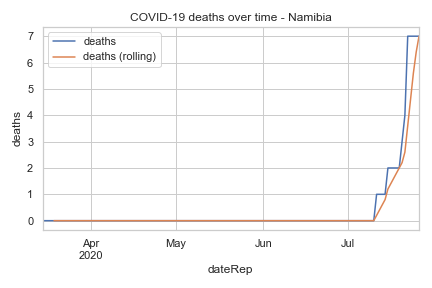 COVID-19 deaths over time - Namibia
deaths
deaths (rolling)
7
6
5
4
3
2
1
0
deaths
Apr
2020
May
Jun
Jul
dateRep